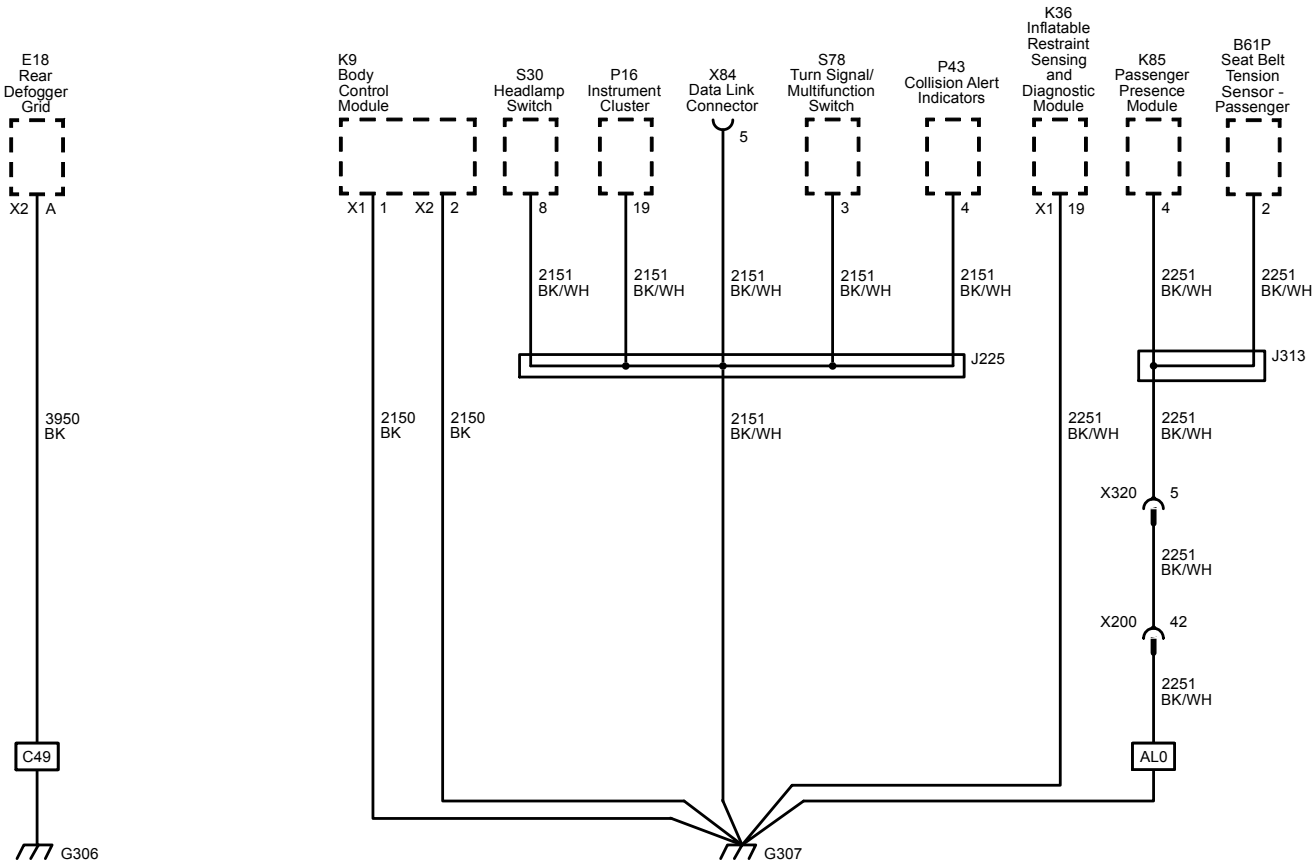 E18
Rear
Defogger
Grid
K9
Body
Control
Module
S30
Headlamp
Switch
P16
Instrument
Cluster
X84
Data Link
Connector
S78
Turn Signal/
Multifunction
Switch
P43
Collision Alert
Indicators
K36
Inflatable
Restraint
Sensing
and
Diagnostic
Module
K85
Passenger
Presence
Module
B61P
Seat Belt
Tension
Sensor -
Passenger
5
X2 A
X1 1
X2 2
8
19
3
4
X1 19
4
2
2151
BK/WH
2151
BK/WH
2151
BK/WH
2151
BK/WH
2151
BK/WH
2251
BK/WH
2251
BK/WH
J225
J313
3950
BK
2150
BK
2150
BK
2151
BK/WH
2251
BK/WH
2251
BK/WH
X320 5
2251
BK/WH
X200 42
2251
BK/WH
C49
AL0
G306
G307